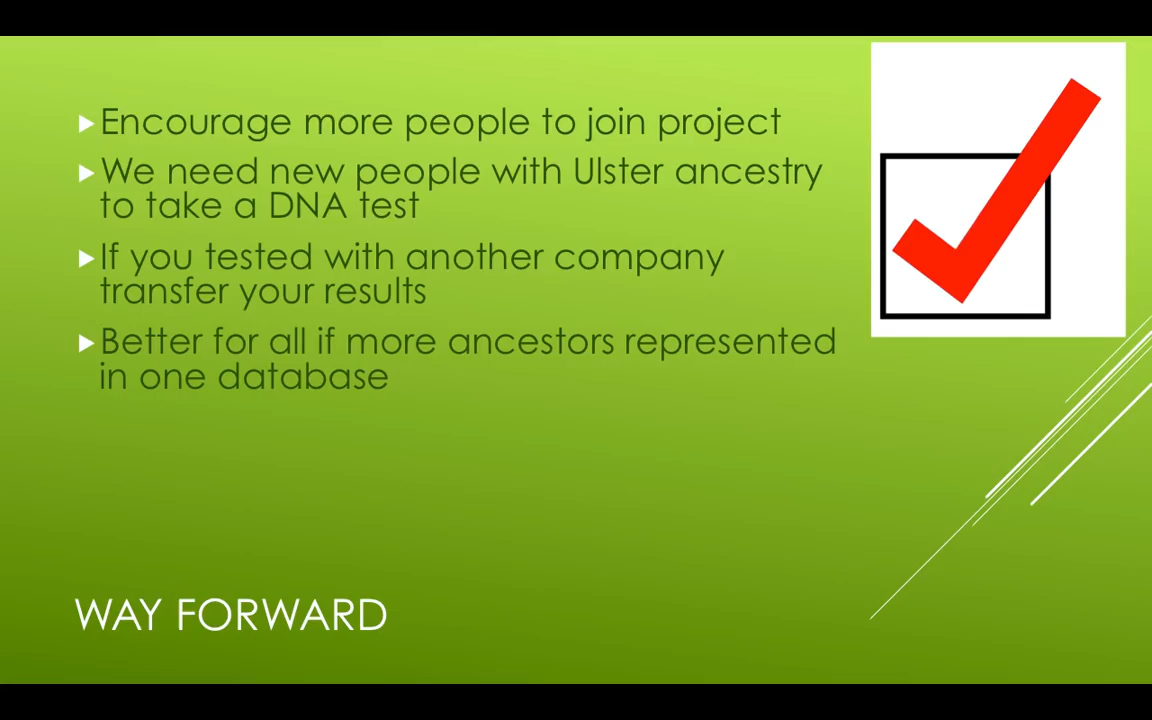 Encourage more people to join project
We need new people with Ulster ancestry
to take a DNA test
If you tested with another company
transfer your results
Better for all if more ancestors represented
in one database
WAY FORWARD